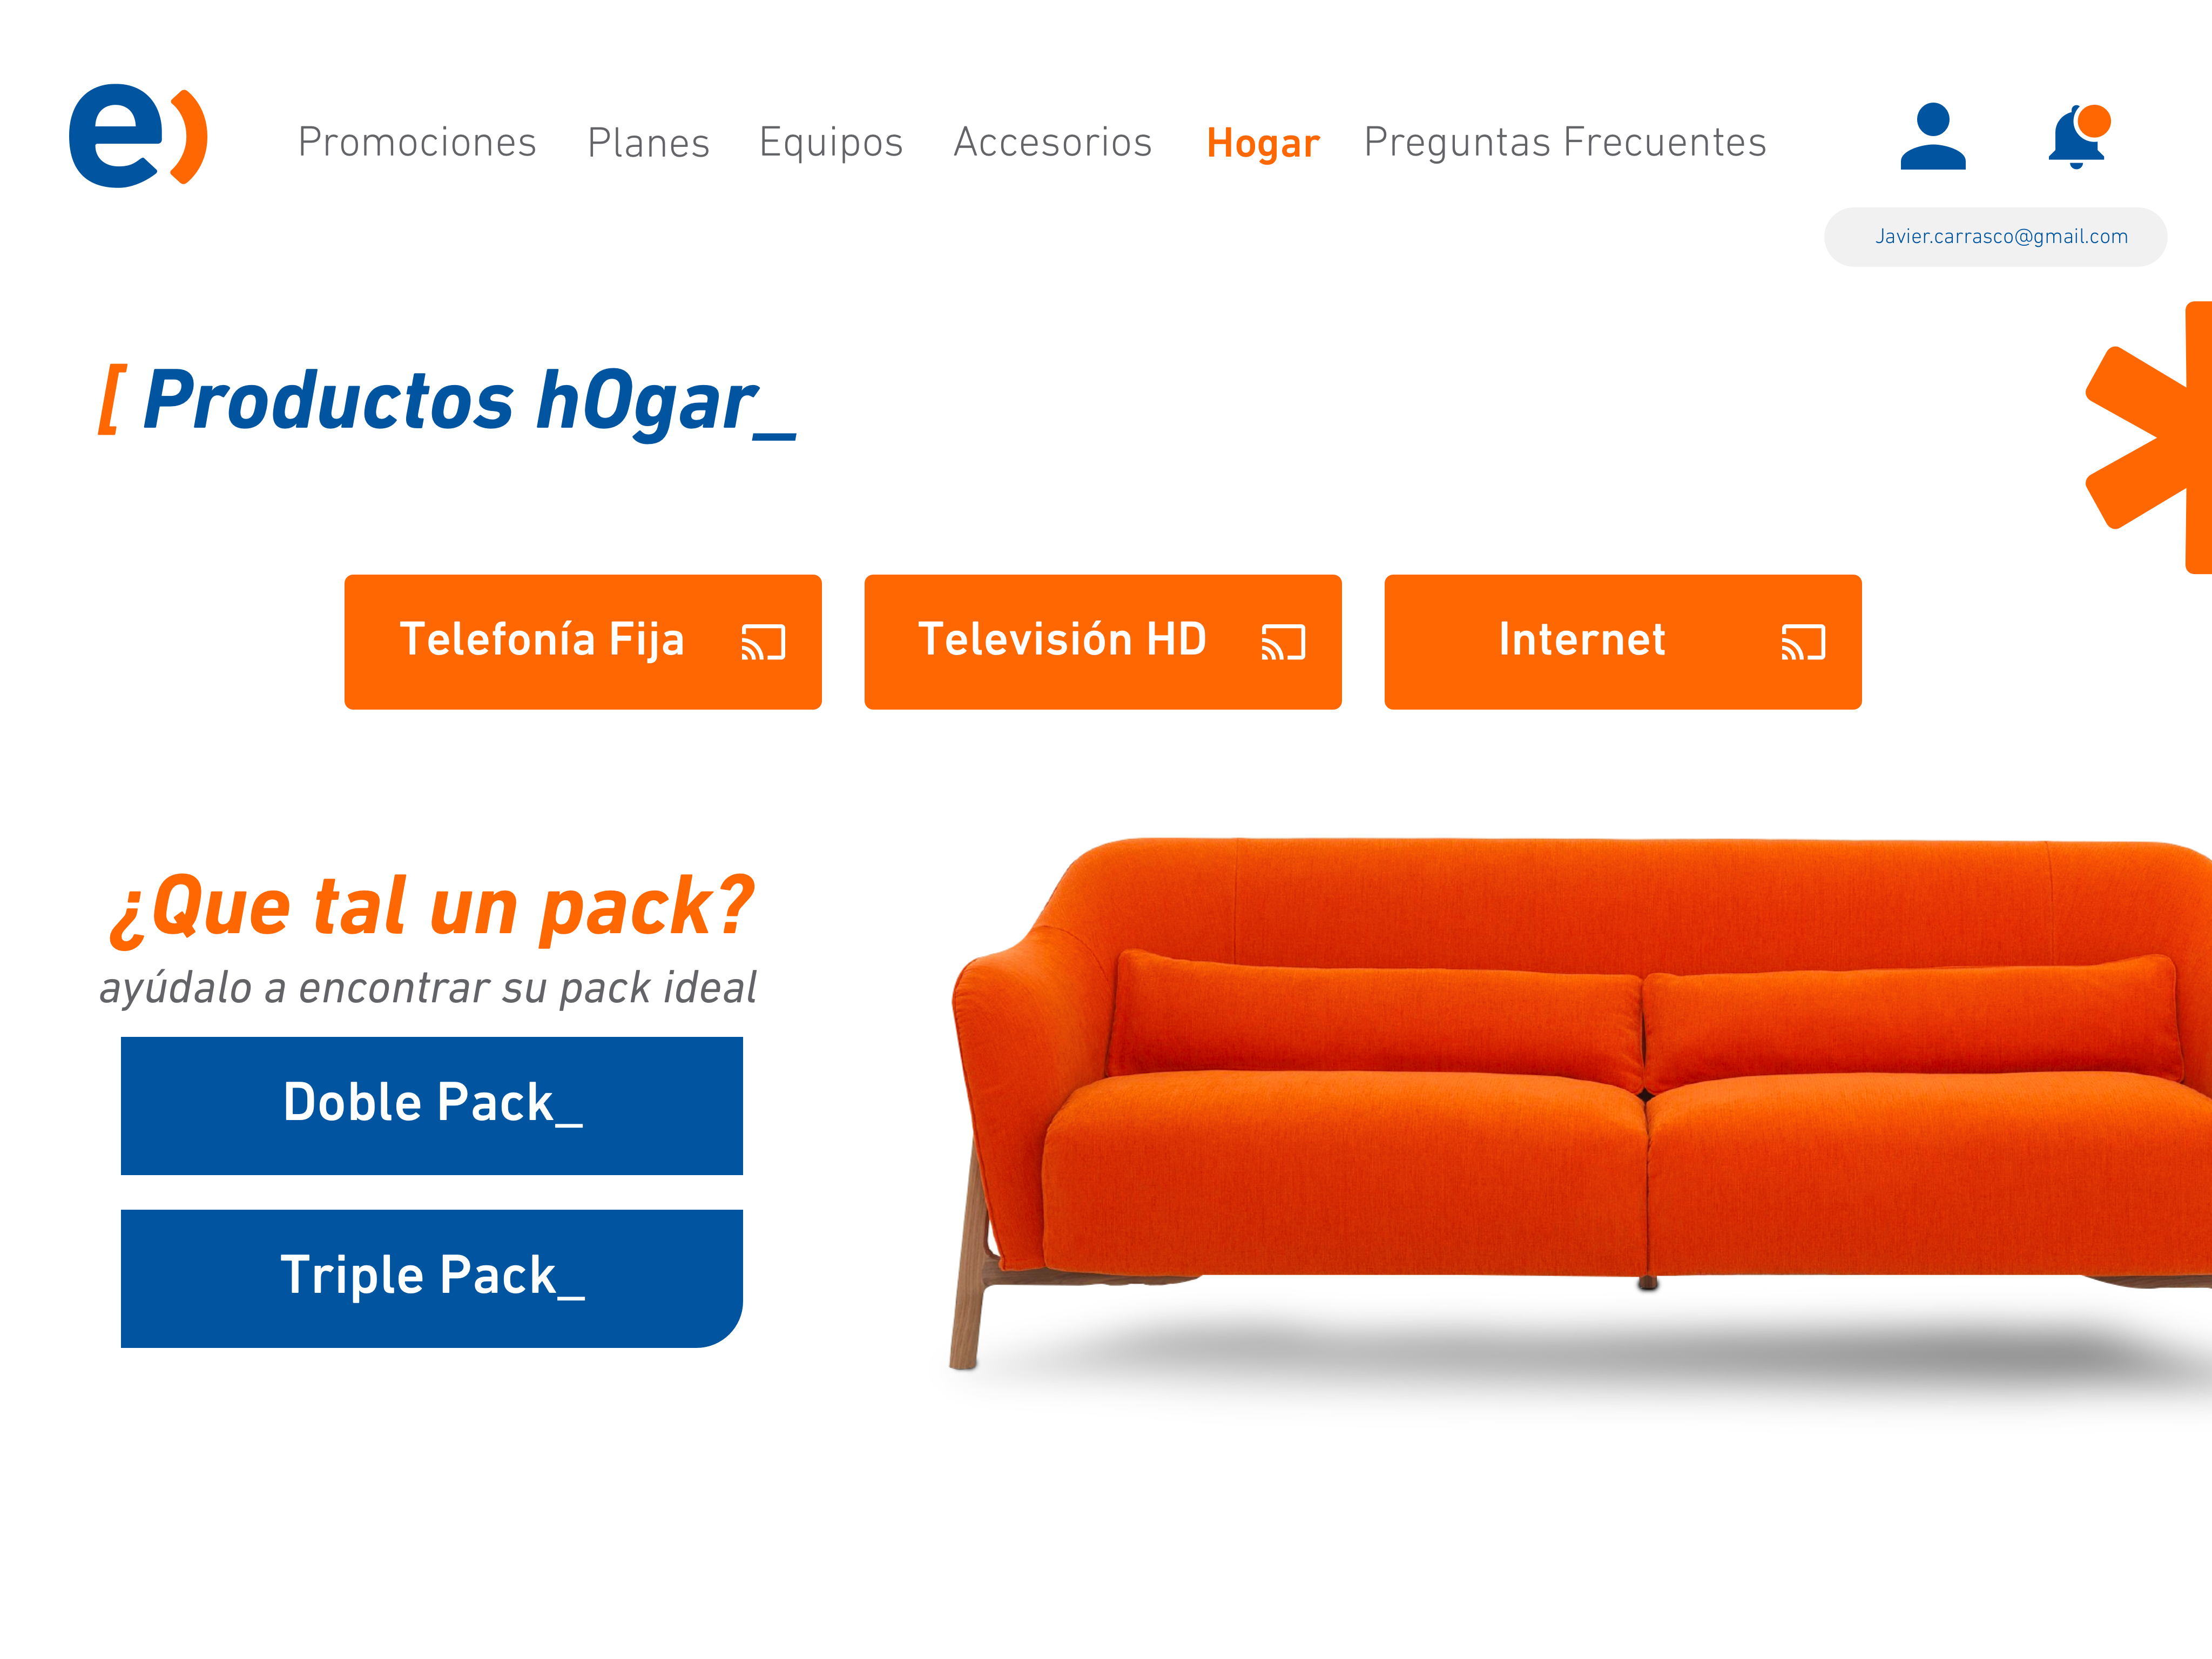 e)
Promociones Planes Equipos Accesorios Hogar Preguntas Frecuentes
Javier.carrasco@gmail.com
[ Productos hOgar_
Telefonía Fija
Televisión HD
Internet
¿Que tal un pack?
ayúdalo a encontrar su pack ideal
Doble Pack_
Triple Pack_